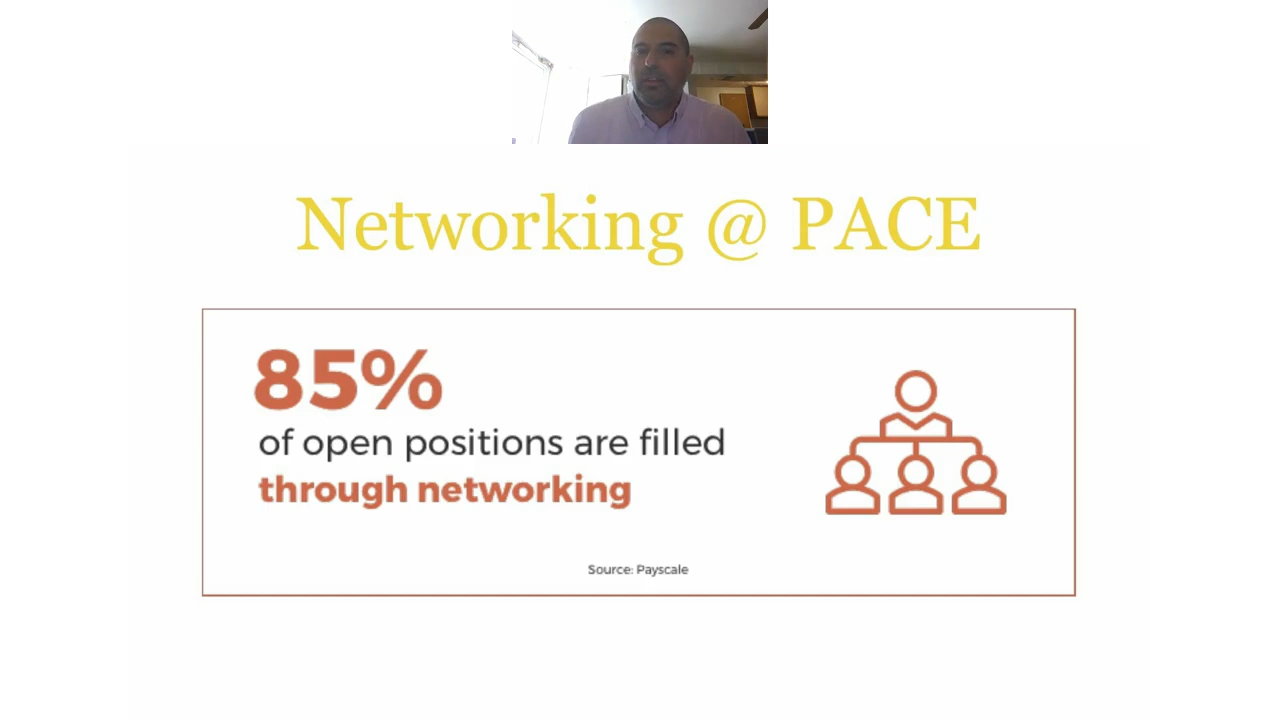 Networking @ PACE
85%
of open positions are filled
through networking
Source: Payscale